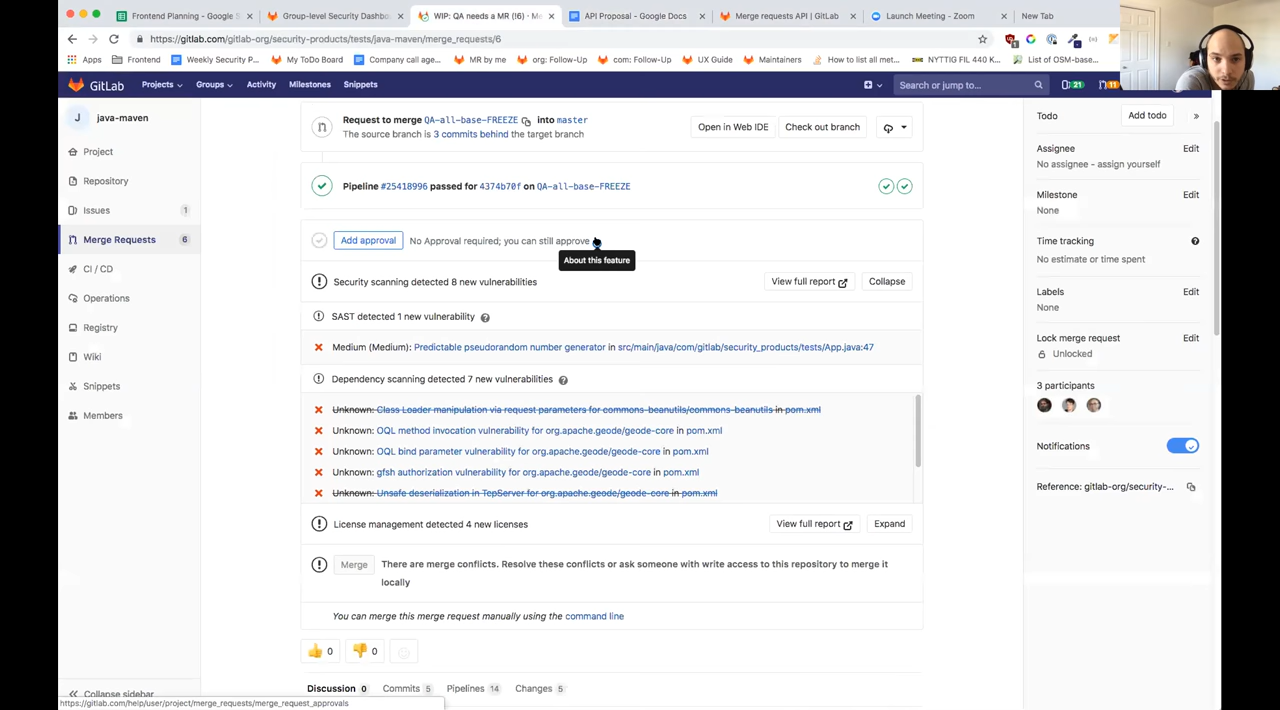 Frontend Planning - Google S
Group-level Security Dashbo
WIP: QA needs a MR (!6) - Me
API Proposal - Google Docs
Merge requests API | GitLab
Launch Meeting - Zoom
New Tab
https://gitlab.com/gitlab-org/security-products/tests/java-maven/merge_requests/6
Apps
Frontend
Weekly Security P...
My ToDo Board
Company call age...
MR by me
org: Follow-Up
com: Follow-Up
UX Guide
Maintainers
How to list all met...
NYTTIG FIL 440 K...
List of OSM-base...
GitLab
Projects
Groups
Activity
Milestones
Snippets
Search or jump to...
21
11
J
java-maven
Project
Repository
Issues 1
Merge Requests 6
CI / CD
Operations
Registry
Wiki
Snippets
Members
Collapse sidebar
Request to merge QA-all-base-FREEZE into master
The source branch is 3 commits behind the target branch
Open in Web IDE
Check out branch
Pipeline #25418996 passed for 4374b70f on QA-all-base-FREEZE
Add approval
No Approval required; you can still approve
About this feature
Security scanning detected 8 new vulnerabilities
View full report
Collapse
SAST detected 1 new vulnerability
Medium (Medium): Predictable pseudorandom number generator in src/main/java/com/gitlab/security_products/tests/App.java:47
Dependency scanning detected 7 new vulnerabilities
Unknown: Class Loader manipulation via request parameters for commons-beanutils/commons-beanutils in pom.xml
Unknown: OQL method invocation vulnerability for org.apache.geode/geode-core in pom.xml
Unknown: OQL bind parameter vulnerability for org.apache.geode/geode-core in pom.xml
Unknown: gfsh authorization vulnerability for org.apache.geode/geode-core in pom.xml
Unknown: Unsafe deserialization in TcpServer for org.apache.geode/geode-core in pom.xml
License management detected 4 new licenses
View full report
Expand
Merge
There are merge conflicts. Resolve these conflicts or ask someone with write access to this repository to merge it
locally
You can merge this merge request manually using the command line
0
0
Discussion 0
Commits 5
Pipelines 14
Changes 5
Todo
Add todo
»
Assignee
Edit
No assignee - assign yourself
Milestone
Edit
None
Time tracking
No estimate or time spent
Labels
Edit
None
Lock merge request
Edit
Unlocked
3 participants
Notifications
Reference: gitlab-org/security-...
https://gitlab.com/help/user/project/merge_requests/merge_request_approvals